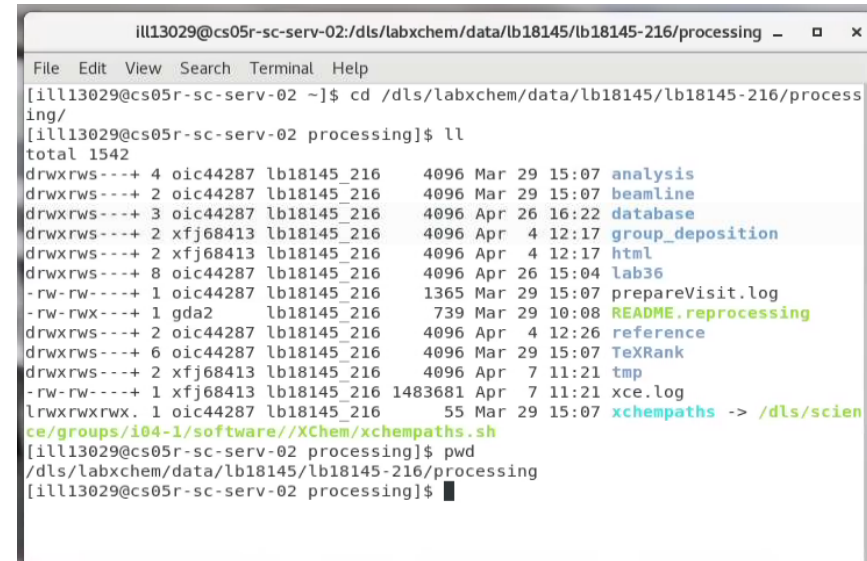 ill13029@cs05r-sc-serv-02:/dls/labxchem/data/lb18145/lb18145-216/processing
File Edit View Search Terminal Help
[ill13029@cs05r-sc-serv-02 ~]$ cd /dls/labxchem/data/lb18145/lb18145-216/process
ing/
[ill13029@cs05r-sc-serv-02 processing]$ ll
total 1542
drwxrws---+ 4 oic44287 lb18145_216    4096 Mar 29 15:07 analysis
drwxrws---+ 2 oic44287 lb18145_216    4096 Mar 29 15:07 beamline
drwxrws---+ 3 oic44287 lb18145_216    4096 Apr 26 16:22 database
drwxrws---+ 2 xfj68413 lb18145_216    4096 Apr  4 12:17 group_deposition
drwxrws---+ 2 xfj68413 lb18145_216    4096 Apr  4 12:17 html
drwxrws---+ 8 oic44287 lb18145_216    4096 Apr 26 15:04 lab36
-rw-rw----+ 1 oic44287 lb18145_216    1365 Mar 29 15:07 prepareVisit.log
-rw-rwx---+ 1 gda2     lb18145_216     739 Mar 29 10:08 README.reprocessing
drwxrws---+ 2 oic44287 lb18145_216    4096 Apr  4 12:26 reference
drwxrws---+ 6 oic44287 lb18145_216    4096 Mar 29 15:07 TeXRank
drwxrws---+ 2 xfj68413 lb18145_216    4096 Apr  7 11:21 tmp
-rw-rw----+ 1 xfj68413 lb18145_216 1483681 Apr  7 11:21 xce.log
lrwxrwxrwx. 1 oic44287 lb18145_216      55 Mar 29 15:07 xchempaths -> /dls/scien
ce/groups/i04-1/software//XChem/xchempaths.sh
[ill13029@cs05r-sc-serv-02 processing]$ pwd
/dls/labxchem/data/lb18145/lb18145-216/processing
[ill13029@cs05r-sc-serv-02 processing]$